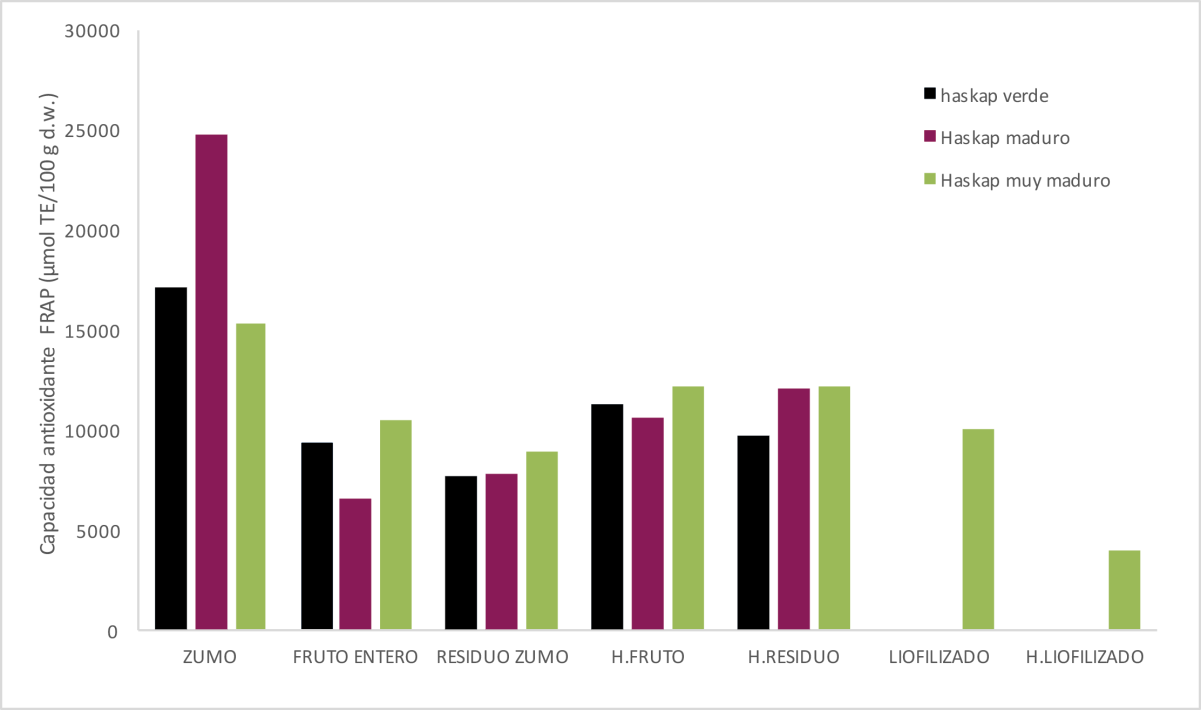 30000
25000
20000
15000
10000
5000
0
Capacidad antioxidante FRAP (µmol TE/100 g d.w.)
haskap verde
Haskap maduro
Haskap muy maduro
ZUMO
FRUTO ENTERO
RESIDUO ZUMO
H.FRUTO
H.RESIDUO
LIOFILIZADO
H.LIOFILIZADO